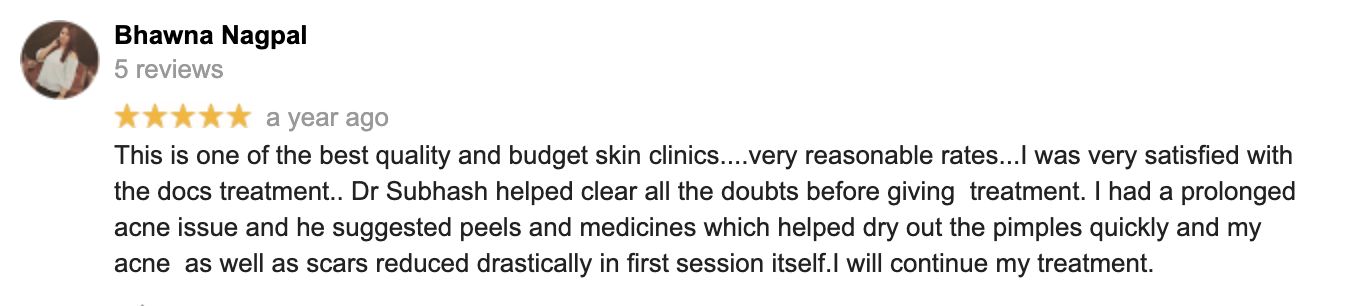 Bhawna Nagpal
5 reviews
a year ago
This is one of the best quality and budget skin clinics....very reasonable rates...I was very satisfied with
the docs treatment.. Dr Subhash helped clear all the doubts before giving  treatment. I had a prolonged
acne issue and he suggested peels and medicines which helped dry out the pimples quickly and my
acne  as well as scars reduced drastically in first session itself.I will continue my treatment.